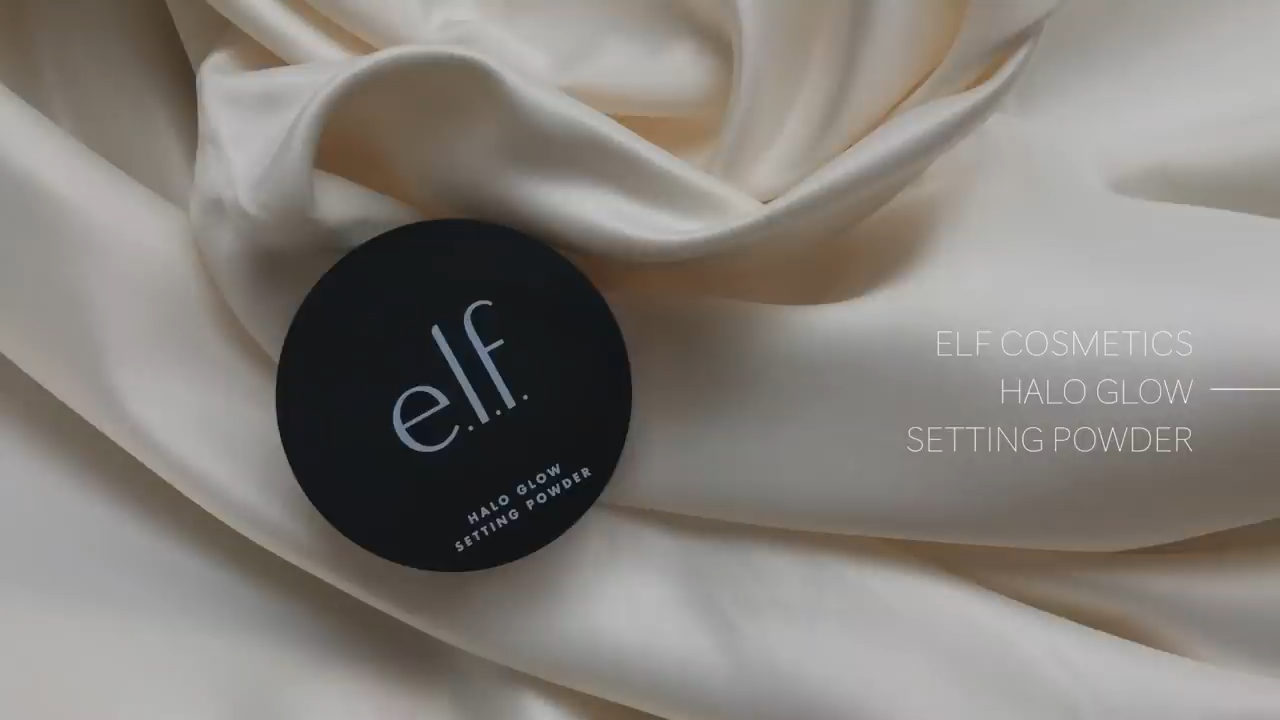 e.l.f.
HALO GLOW
SETTING POWDER
ELF COSMETICS
HALO GLOW
SETTING POWDER